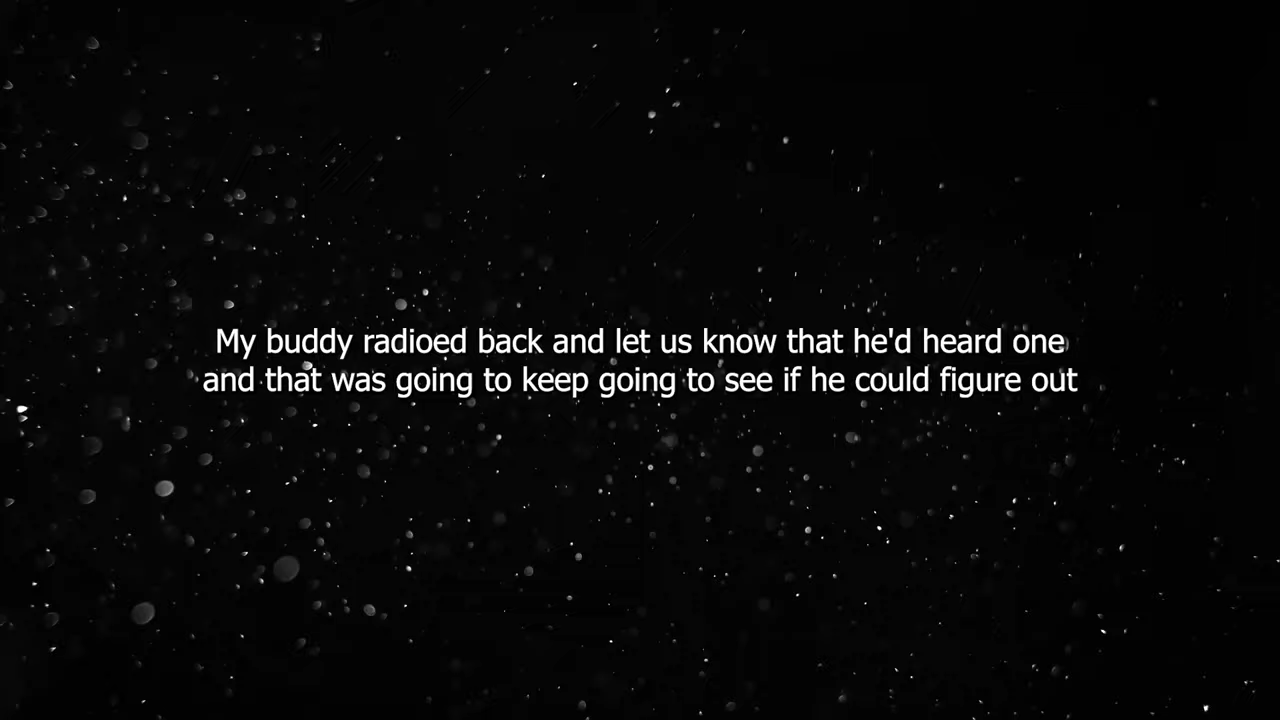 My buddy radioed back and let us know that he'd heard one
and that was going to keep going to see if he could figure out